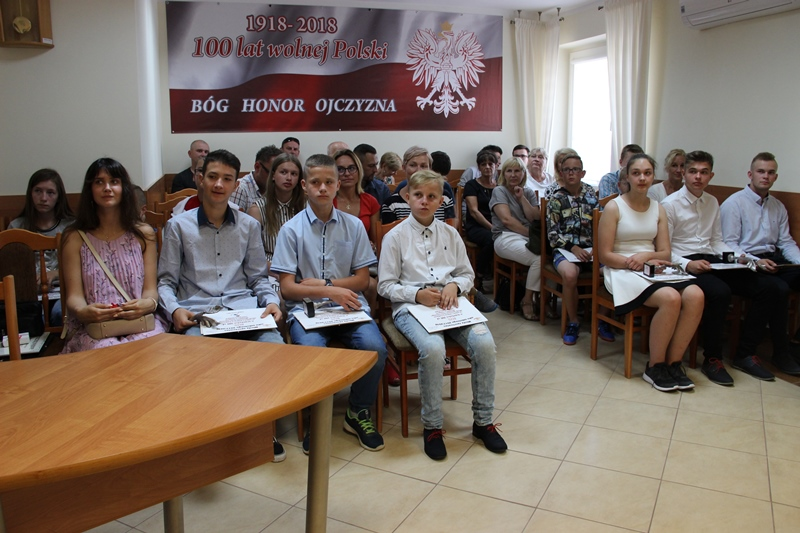 1918-2018
100 lat wolnej Polski
BÓG HONOR OJCZYZNA